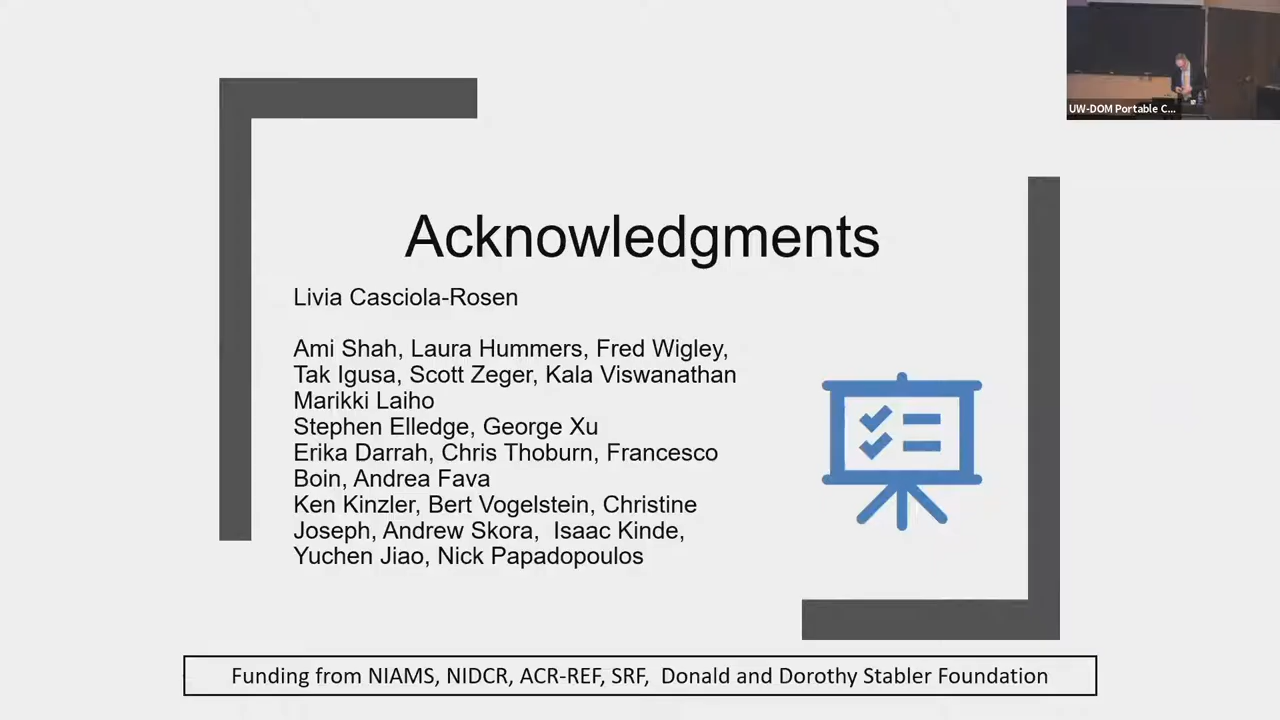 UW-DOM Portable C...
Acknowledgments
Livia Casciola-Rosen
Ami Shah, Laura Hummers, Fred Wigley,
Tak Igusa, Scott Zeger, Kala Viswanathan
Marikki Laiho
Stephen Elledge, George Xu
Erika Darrah, Chris Thoburn, Francesco
Boin, Andrea Fava
Ken Kinzler, Bert Vogelstein, Christine
Joseph, Andrew Skora,  Isaac Kinde,
Yuchen Jiao, Nick Papadopoulos
Funding from NIAMS, NIDCR, ACR-REF, SRF,  Donald and Dorothy Stabler Foundation